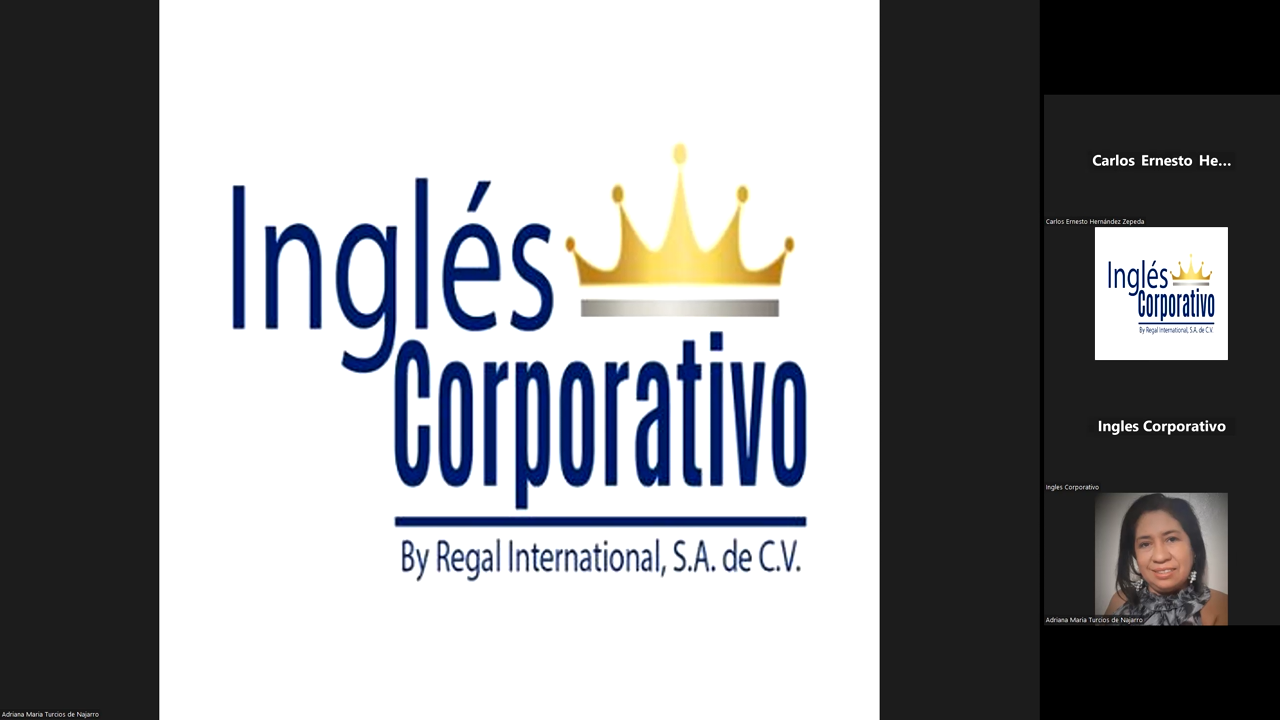 Inglés
Corporativo
By Regal International, S.A. de C.V.
Adriana Maria Turcios de Najarro
Carlos Ernesto He...
Carlos Ernesto Hernández Zepeda
Inglés
Corporativo
By Regal International, S.A. de C.V.
Ingles Corporativo
Ingles Corporativo
Adriana Maria Turcios de Najarro